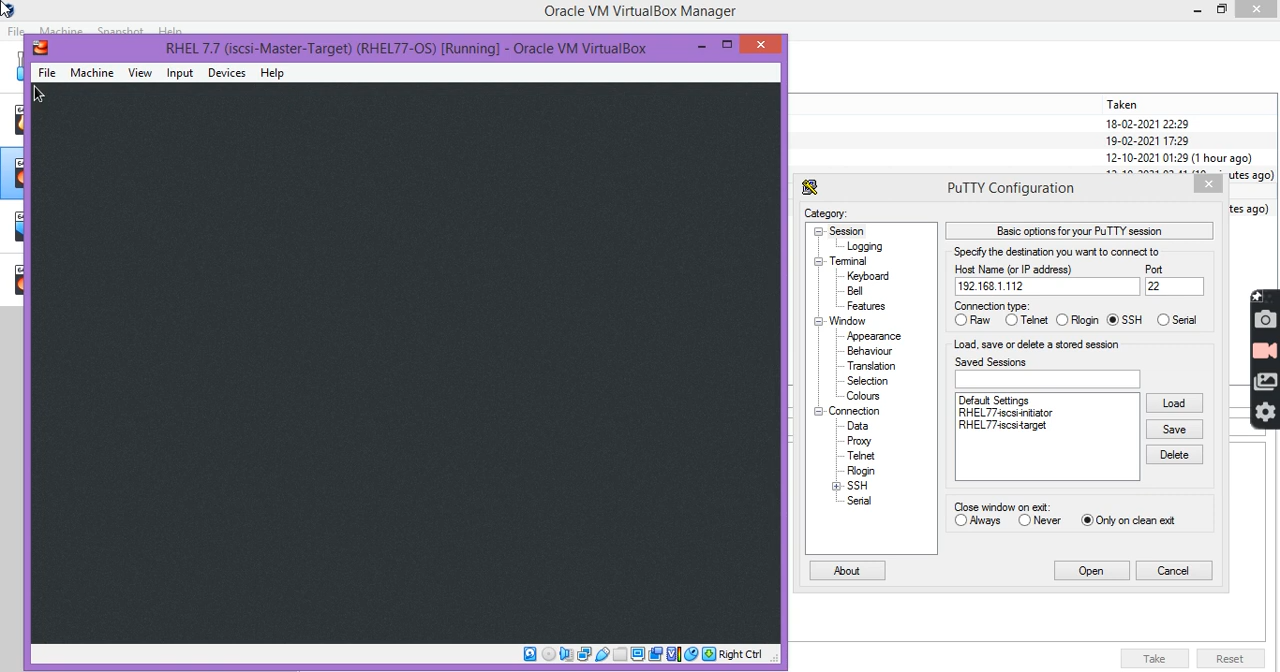 Oracle VM VirtualBox Manager
File Machine Snapshot Help
RHEL 7.7 (iscsi-Master-Target) (RHEL77-OS) [Running] - Oracle VM VirtualBox
File Machine View Input Devices Help
Taken
18-02-2021 22:29
19-02-2021 17:29
12-10-2021 01:29 (1 hour ago)
utes ago)
tes ago)
PuTTY Configuration
Category:
Session
Logging
Terminal
Keyboard
Bell
Features
Window
Appearance
Behaviour
Translation
Selection
Colours
Connection
Data
Proxy
Telnet
Rlogin
SSH
Serial
Basic options for your PuTTY session
Specify the destination you want to connect to
Host Name (or IP address) Port
192.168.1.112 22
Connection type:
Raw Telnet Rlogin SSH Serial
Load, save or delete a stored session
Saved Sessions
Default Settings
RHEL77-iscsi-initiator
RHEL77-iscsi-target
Load
Save
Delete
Close window on exit:
Always Never Only on clean exit
About Open Cancel
Right Ctrl
Take Reset